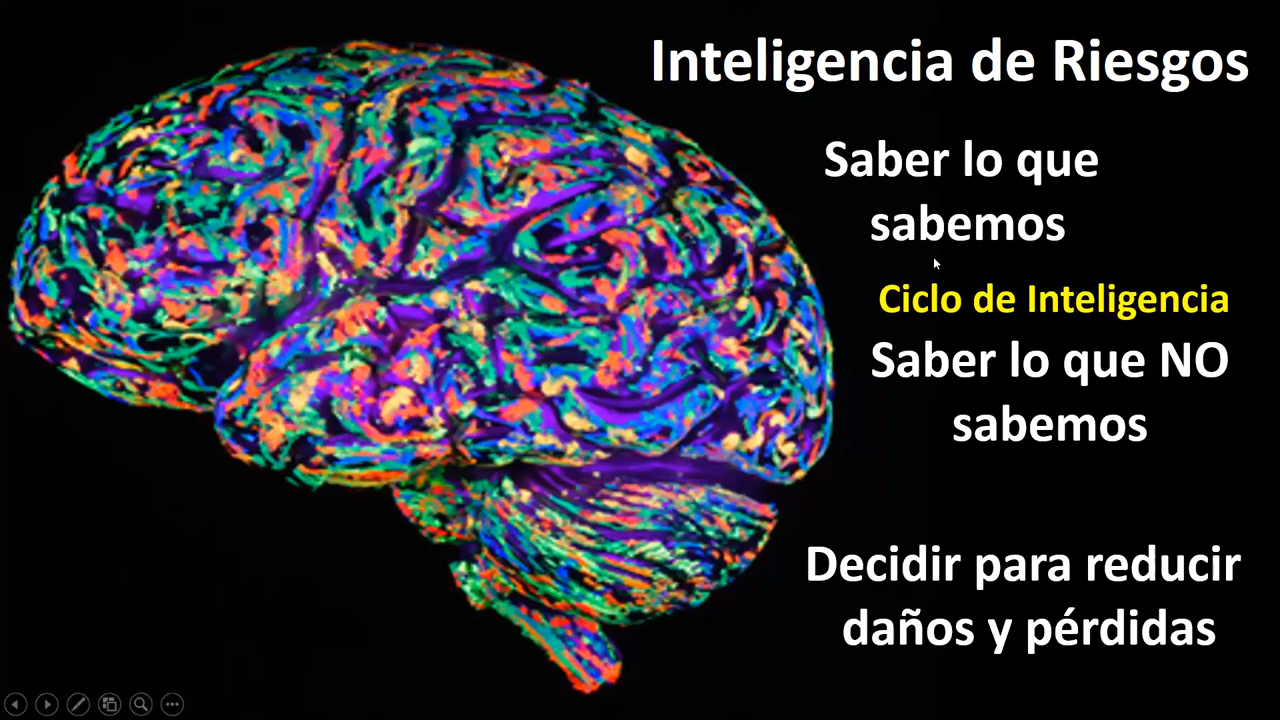 Inteligencia de Riesgos
Saber lo que
sabemos
Ciclo de Inteligencia
Saber lo que NO
sabemos
Decidir para reducir
daños y pérdidas